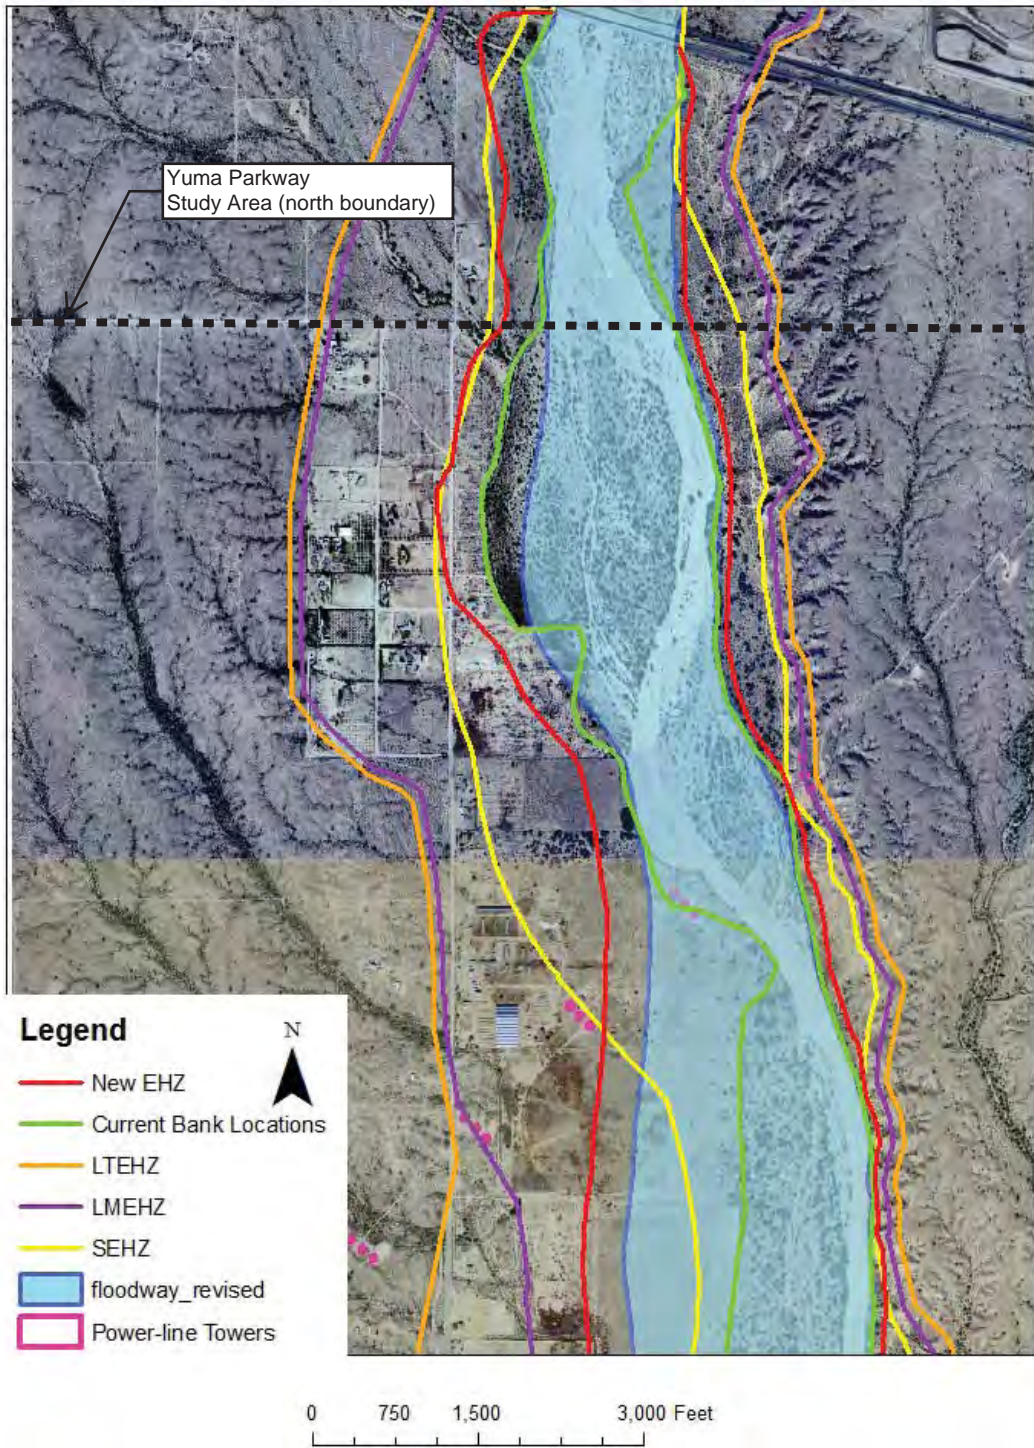 Yuma Parkway
Study Area (north boundary)
Legend
N
New EHZ
Current Bank Locations
LTEHZ
LMEHZ
SEHZ
floodway_revised
Power-line Towers
0 750 1,500 3,000 Feet